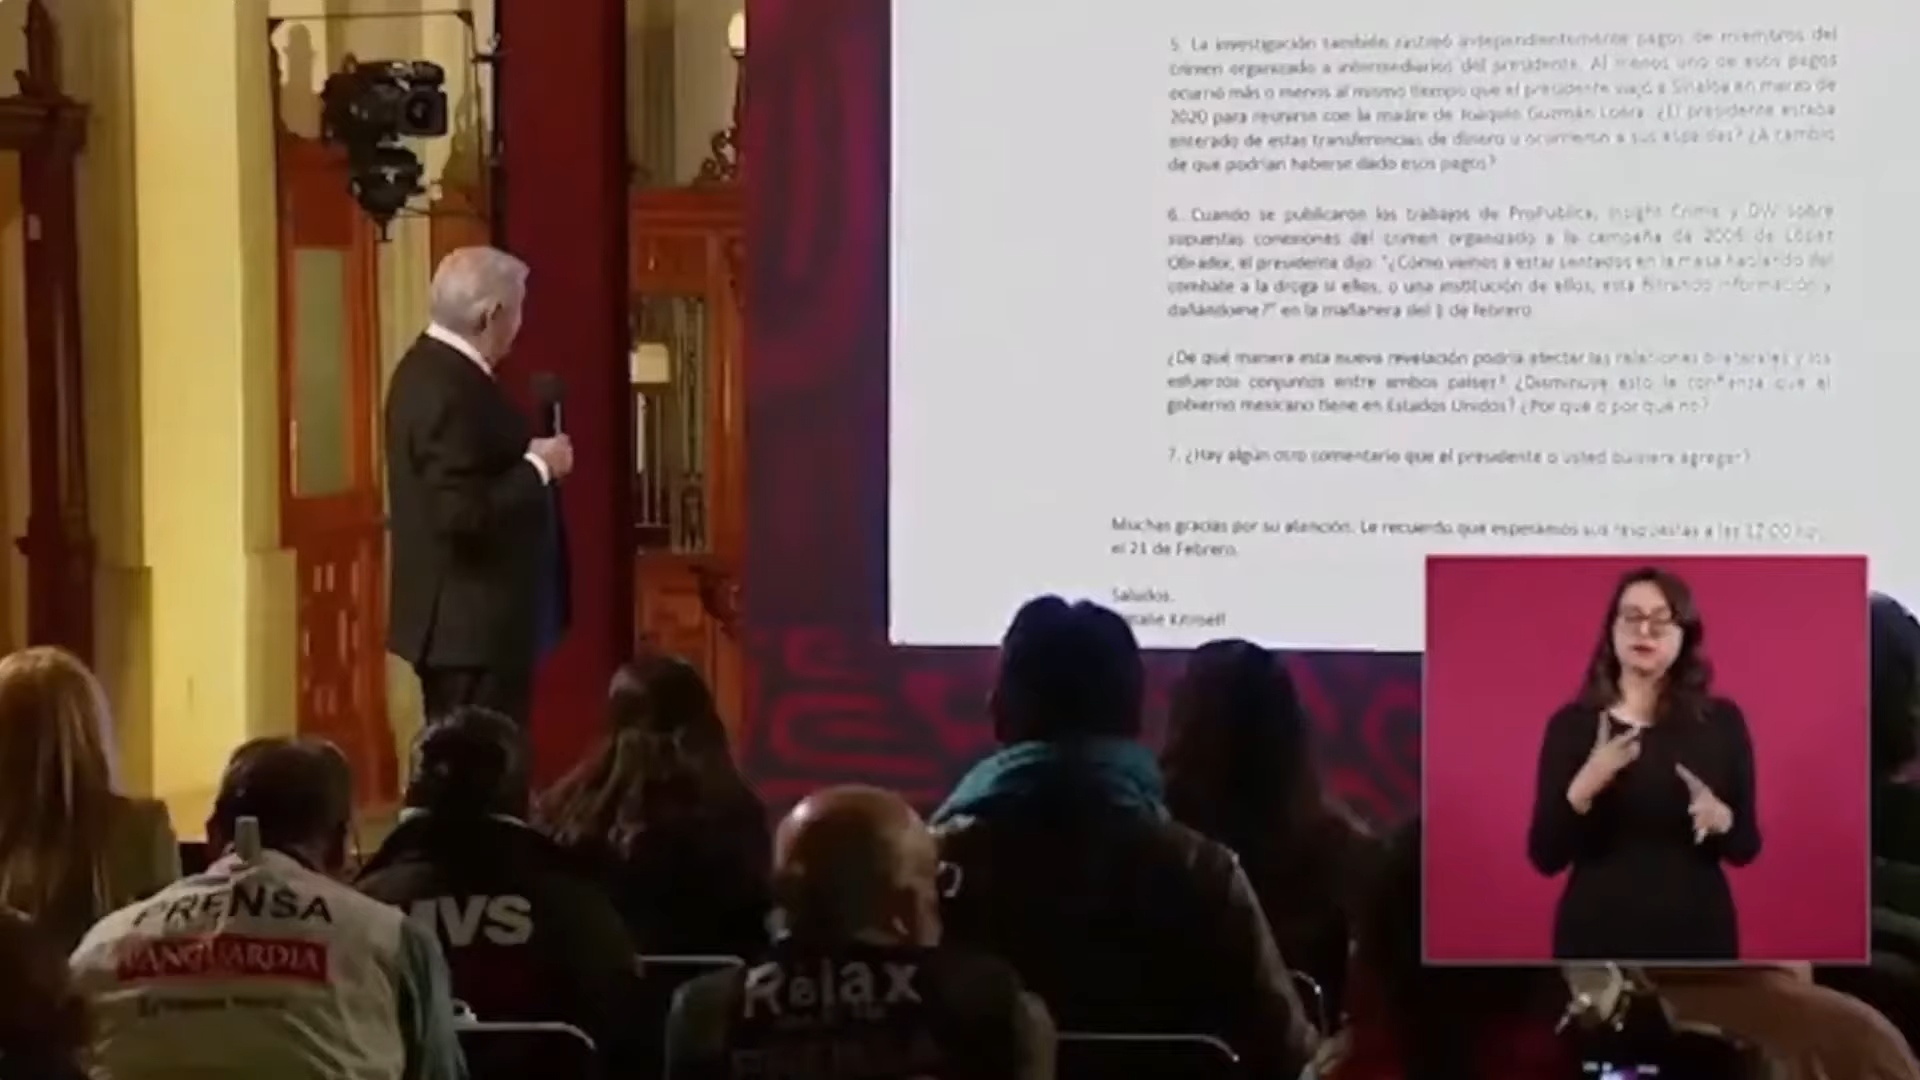 5. La investigación también rastreó independientemente pagos de miembros del
crimen organizado a intermediarios del presidente. Al menos uno de esos pagos
ocurrió más o menos al mismo tiempo que el presidente viajó a Sinaloa en marzo de
2020 para reunirse con la madre de Joaquín Guzmán Loera. ¿El presidente estaba
enterado de estas transferencias de dinero u ocurrieron a sus espaldas? ¿A cambio
de qué podrían haberse dado esos pagos?
6. Cuando se publicaron los trabajos de ProPublica, Insight Crime y DW sobre
supuestas conexiones del crimen organizado a la campaña de 2006 de López
Obrador, el presidente dijo: "¿Cómo vamos a estar sentados en la mesa hablando del
combate a la droga si ellos, o una institución de ellos, está filtrando información y
dañándome?" en la mañanera del 1 de febrero
¿De qué manera esta nueva revelación podría afectar las relaciones bilaterales y los
esfuerzos conjuntos entre ambos países? ¿Disminuye esto la confianza que el
gobierno mexicano tiene en Estados Unidos? ¿Por qué o por qué no?
7. ¿Hay algún otro comentario que el presidente o usted quisiera agregar?
Muchas gracias por su atención. Le recuerdo que esperamos sus respuestas a las 17:00
el 21 de Febrero.
Saludos,
Kitroeff
PRENSA
VANGUARDIA
MVS
Relax